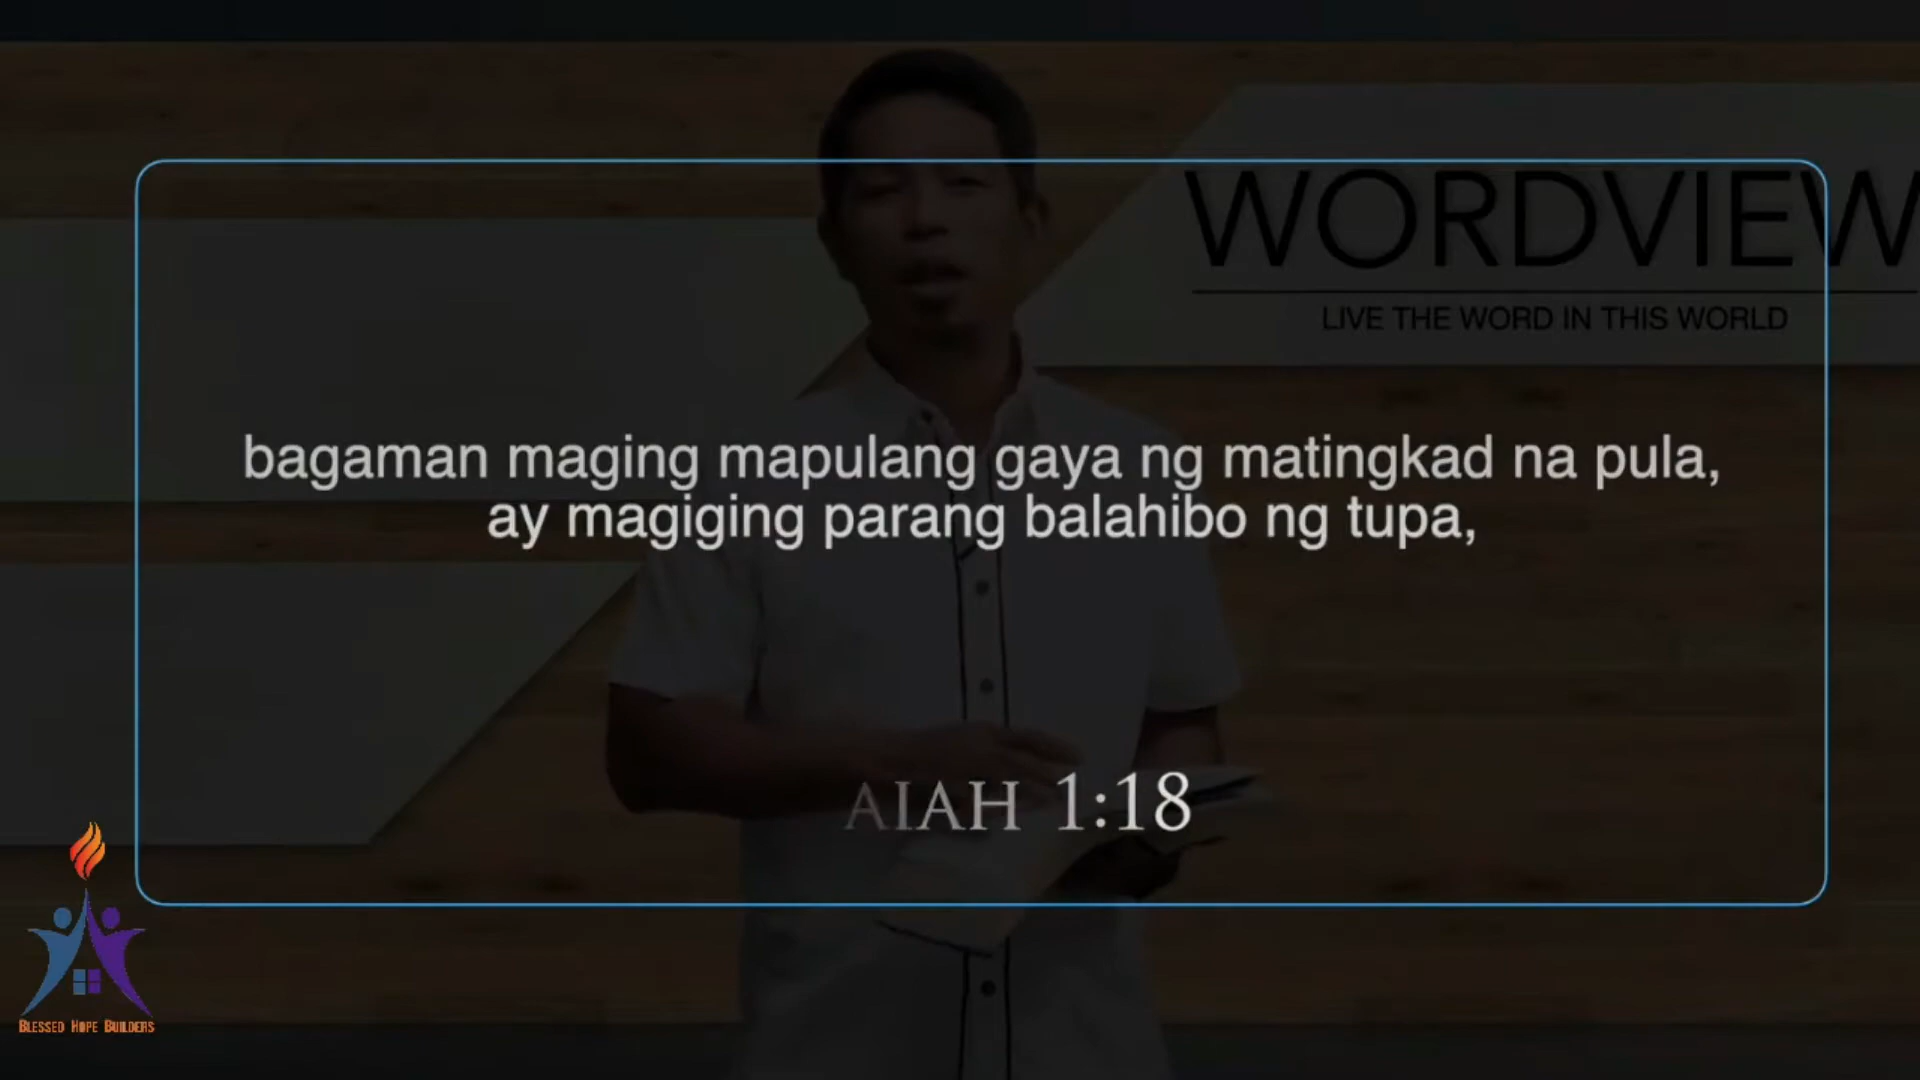 WORDVIEW
LIVE THE WORD IN THIS WORLD
bagaman maging mapulang gaya ng matingkad na pula,
ay magiging parang balahibo ng tupa,
AIAH 1:18
BLESSED HOPE BUILDERS